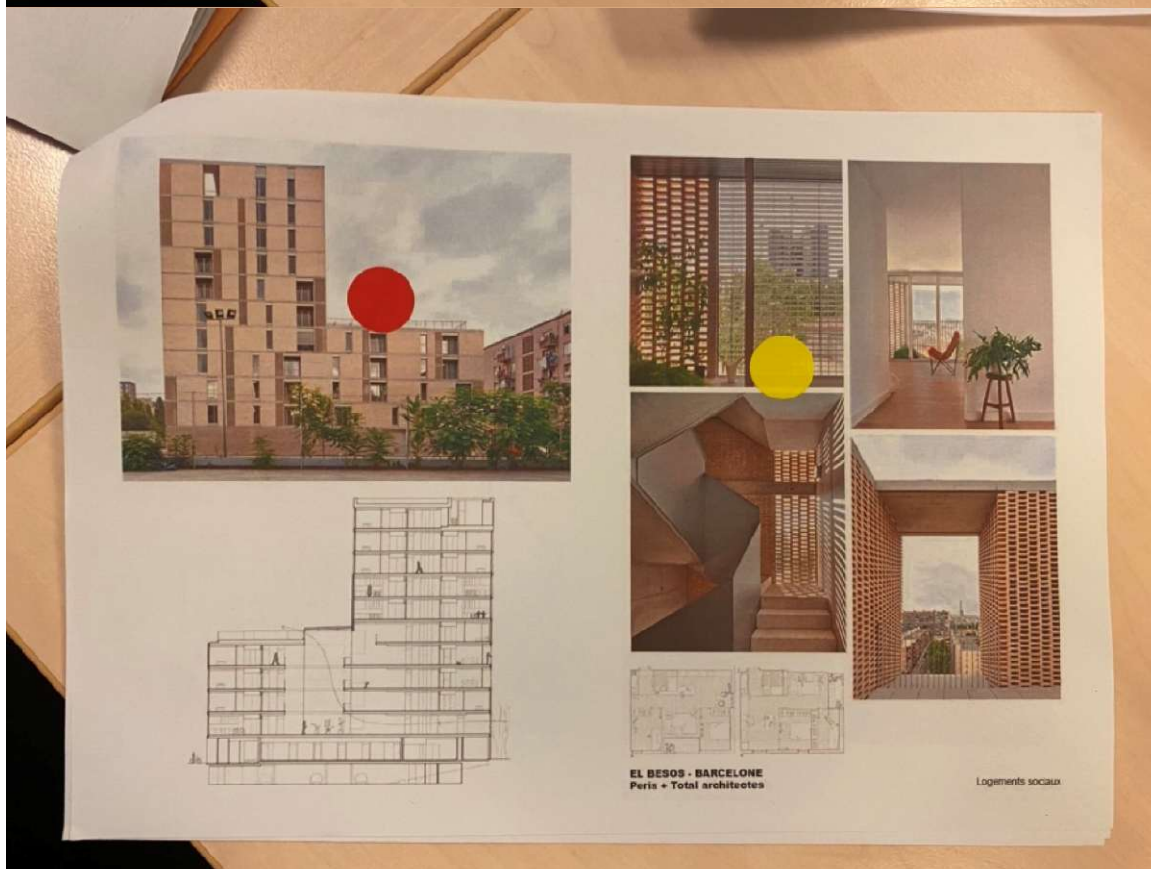 EL BESOS - BARCELONE
Peris + Total architectes
Logements sociaux